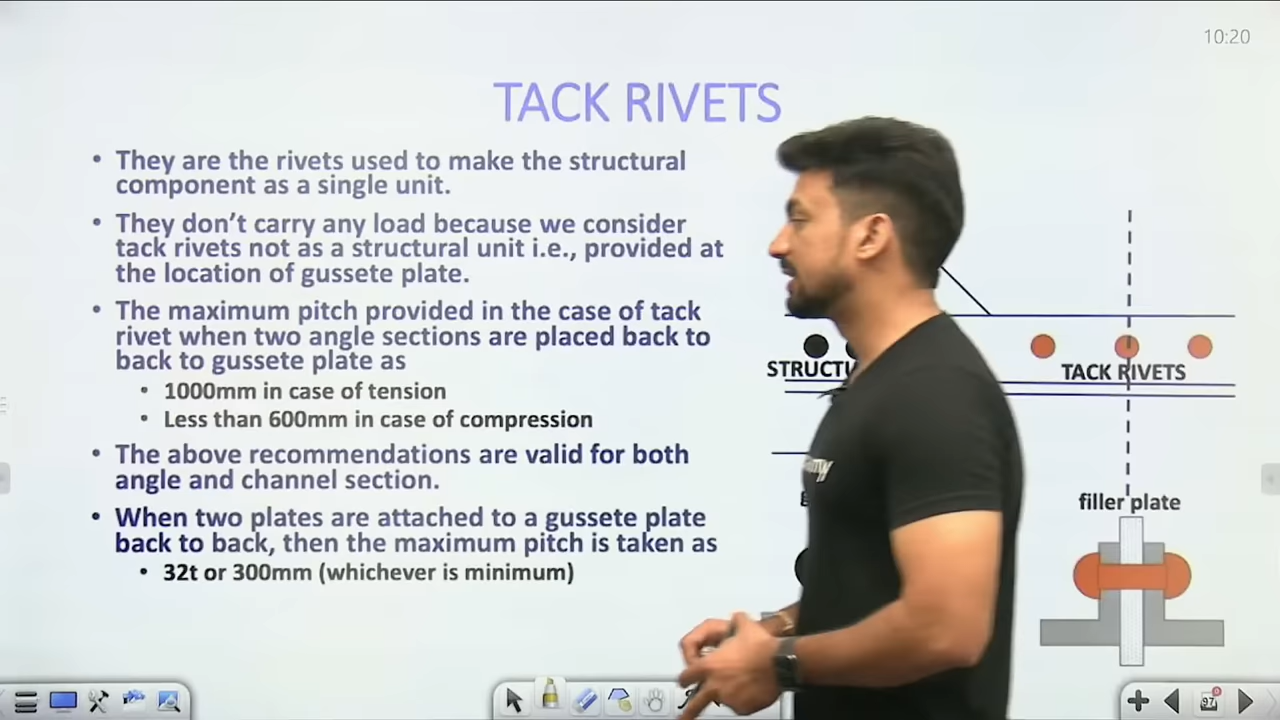 10:20
TACK RIVETS
• They are the rivets used to make the structural
component as a single unit.
• They don't carry any load because we consider
tack rivets not as a structural unit i.e., provided at
the location of gussete plate.
• The maximum pitch provided in the case of tack
rivet when two angle sections are placed back to
back to gussete plate as
• 1000mm in case of tension
• Less than 600mm in case of compression
• The above recommendations are valid for both
angle and channel section.
• When two plates are attached to a gussete plate
back to back, then the maximum pitch is taken as
• 32t or 300mm (whichever is minimum)
STRUCTU
TACK RIVETS
filler plate
97